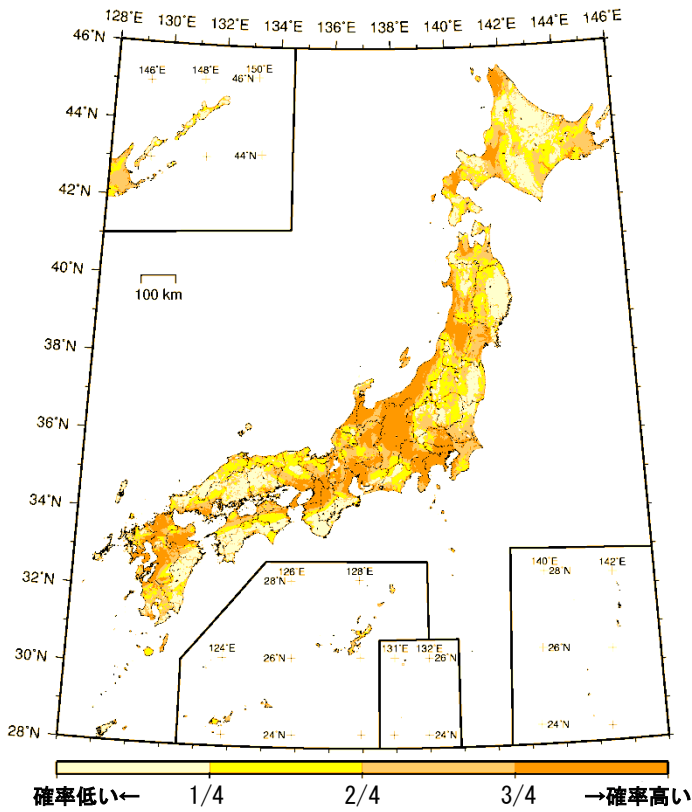 128°E 130°E 132°E 134°E 136°E 138°E 140°E 142°E 144°E 146°E
46°N
146°E 148°E 150°E
46°N
44°N
44°N
42°N
40°N
100 km
38°N
36°N
34°N
32°N
126°E 128°E
28°N
140°E 142°E
28°N
30°N
124°E
26°N
131°E 132°E
26°N
26°N
28°N
24°N
24°N
24°N
確率低い← 1/4 2/4 3/4 →確率高い